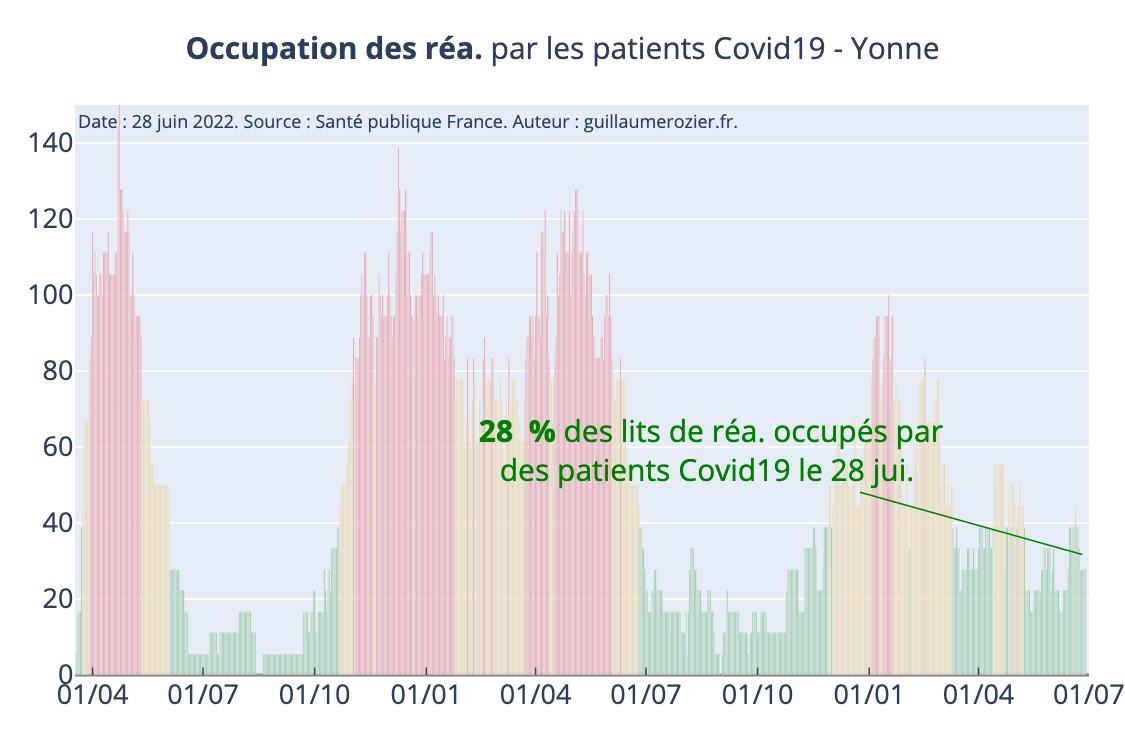 Occupation des réa. par les patients Covid19 - Yonne
Date : 28 juin 2022. Source : Santé publique France. Auteur : guillaumerozier.fr.
140
120
100
80
60
40
20
0
28 % des lits de réa. occupés par
des patients Covid19 le 28 jui.
01/04 01/07 01/10 01/01 01/04 01/07 01/10 01/01 01/04 01/07